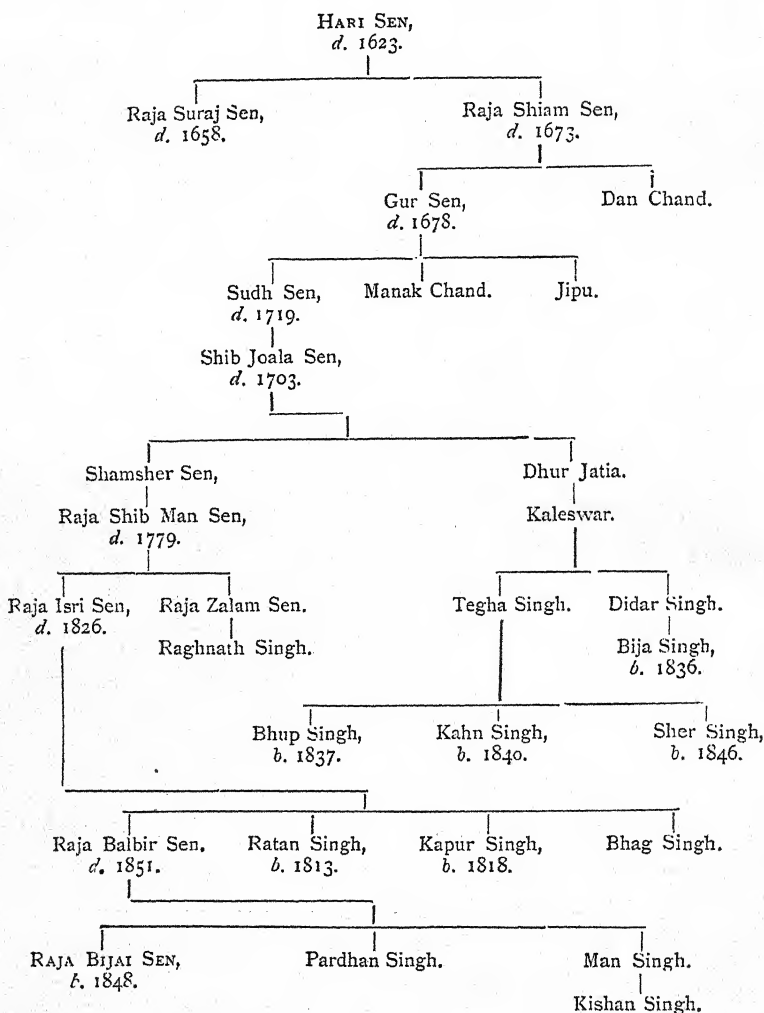 HARI SEN,
d. 1623.
Raja Suraj Sen, Raja Shiam Sen,
d. 1658. d. 1673.
Gur Sen, Dan Chand.
d. 1678.
Sudh Sen, Manak Chand. Jipu.
d. 1719.
Shib Joala Sen,
d. 1703.
Shamsher Sen, Dhur Jatia.
Raja Shib Man Sen, Kaleswar.
d. 1779.
Raja Isri Sen, Raja Zalam Sen. Tegha Singh. Didar Singh.
d. 1826.
Raghnath Singh. Bija Singh,
b. 1836.
Bhup Singh, Kahn Singh, Sher Singh,
b. 1837. b. 1840. b. 1846.
Raja Balbir Sen. Ratan Singh, Kapur Singh, Bhag Singh.
d. 1851. b. 1813. b. 1818.
RAJA BIJAI SEN, Pardhan Singh. Man Singh.
b. 1848.
Kishan Singh.